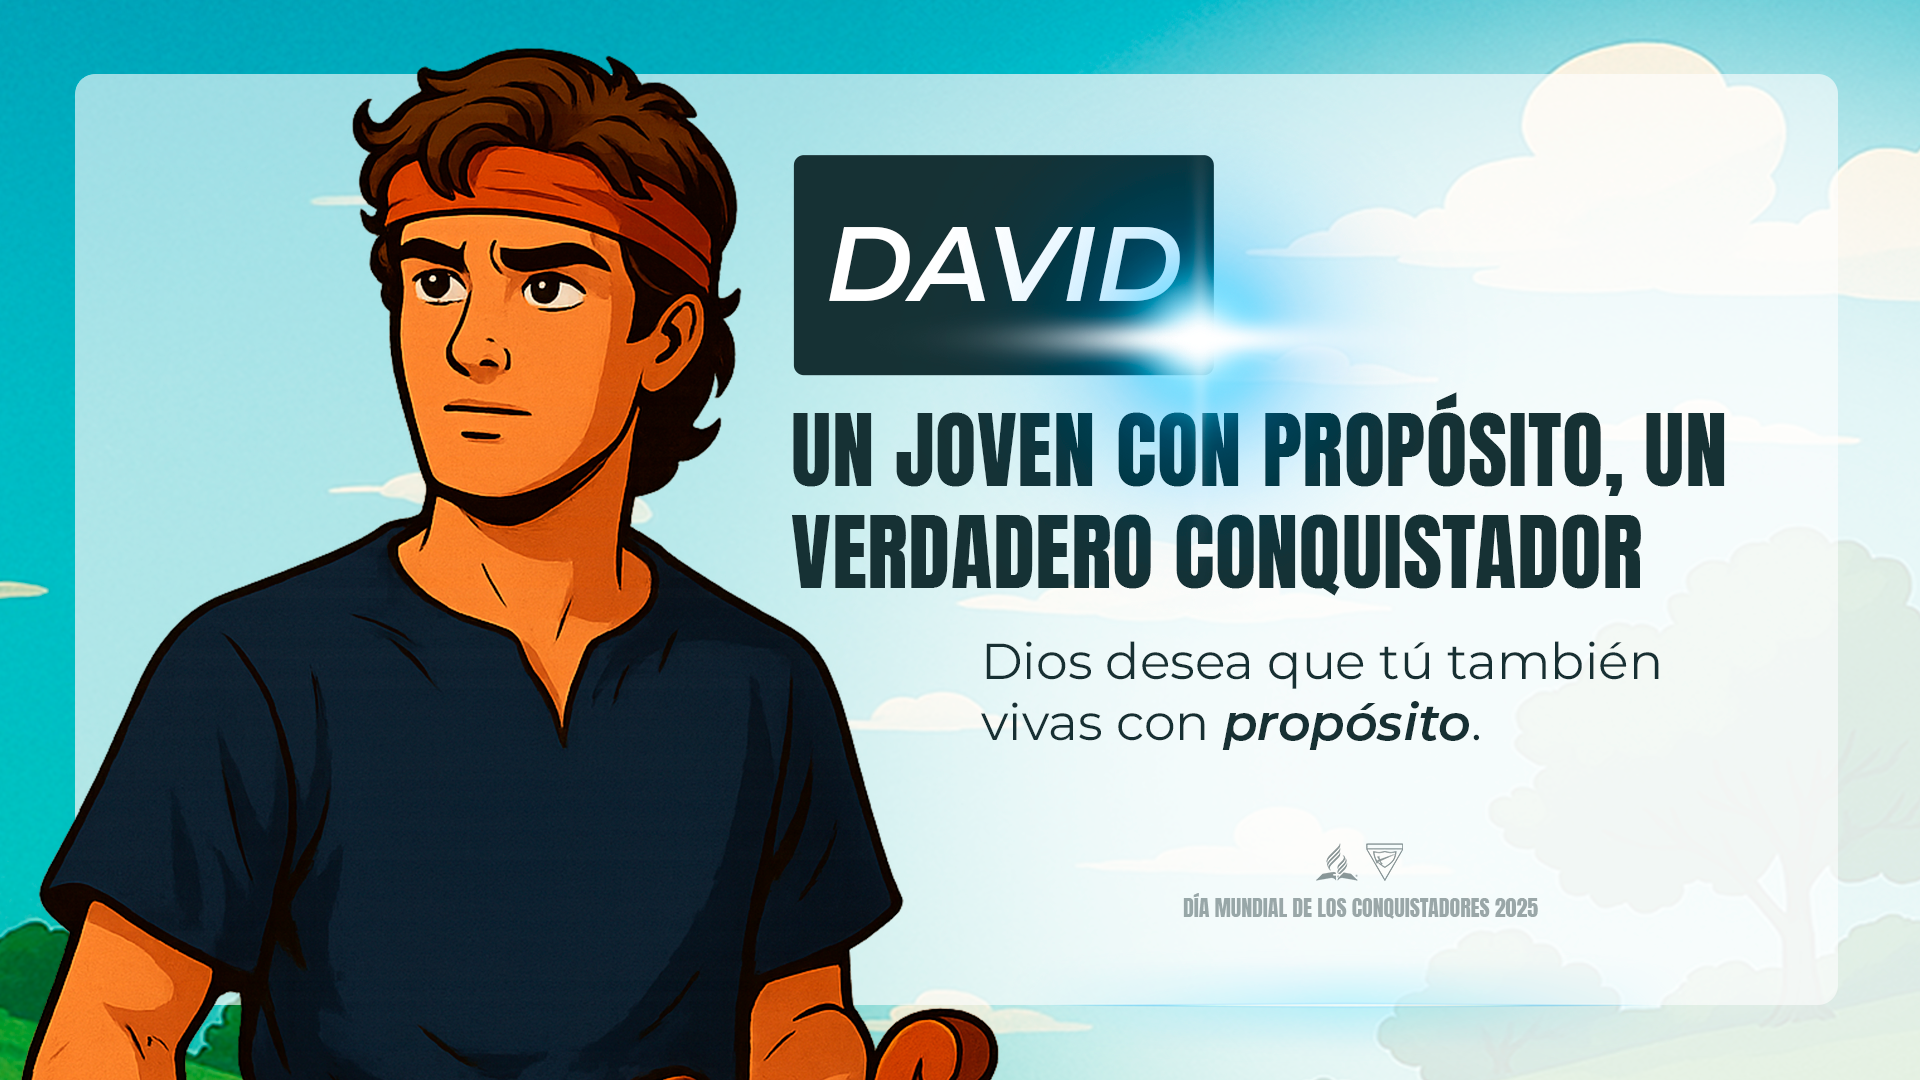 DAVID
UN JOVEN CON PROPÓSITO, UN
VERDADERO CONQUISTADOR
Dios desea que tú también
vivas con propósito.
DÍA MUNDIAL DE LOS CONQUISTADORES 2025